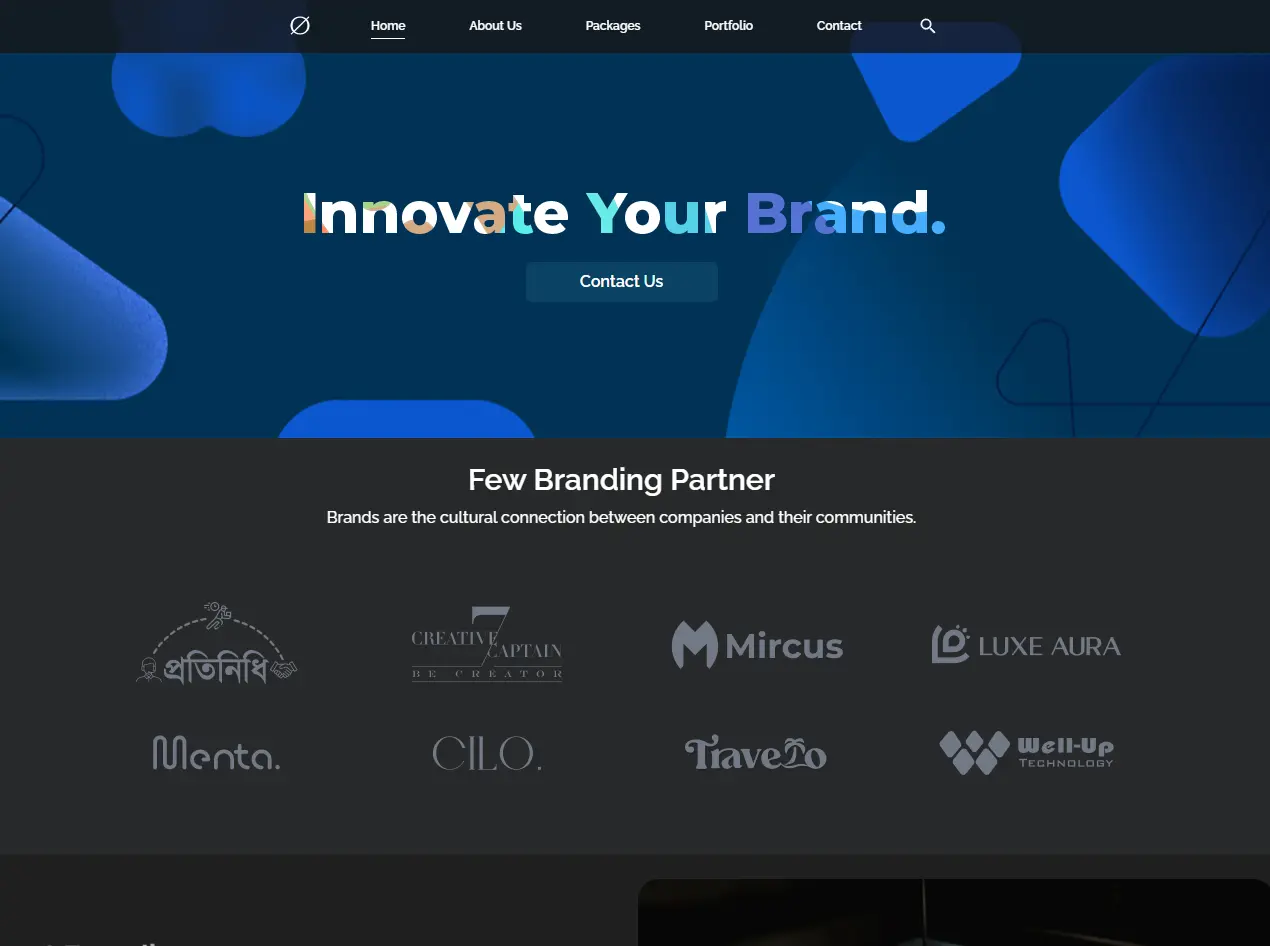 Ø Home About Us Packages Portfolio Contact
Innovate Your Brand.
Contact Us
Few Branding Partner
Brands are the cultural connection between companies and their communities.
প্রতিনিধি
7
CREATIVE
CAPTAIN
BE CREATOR
Mircus
LUXE AURA
Menta.
CILO.
Travelo
Well-Up
TECHNOLOGY